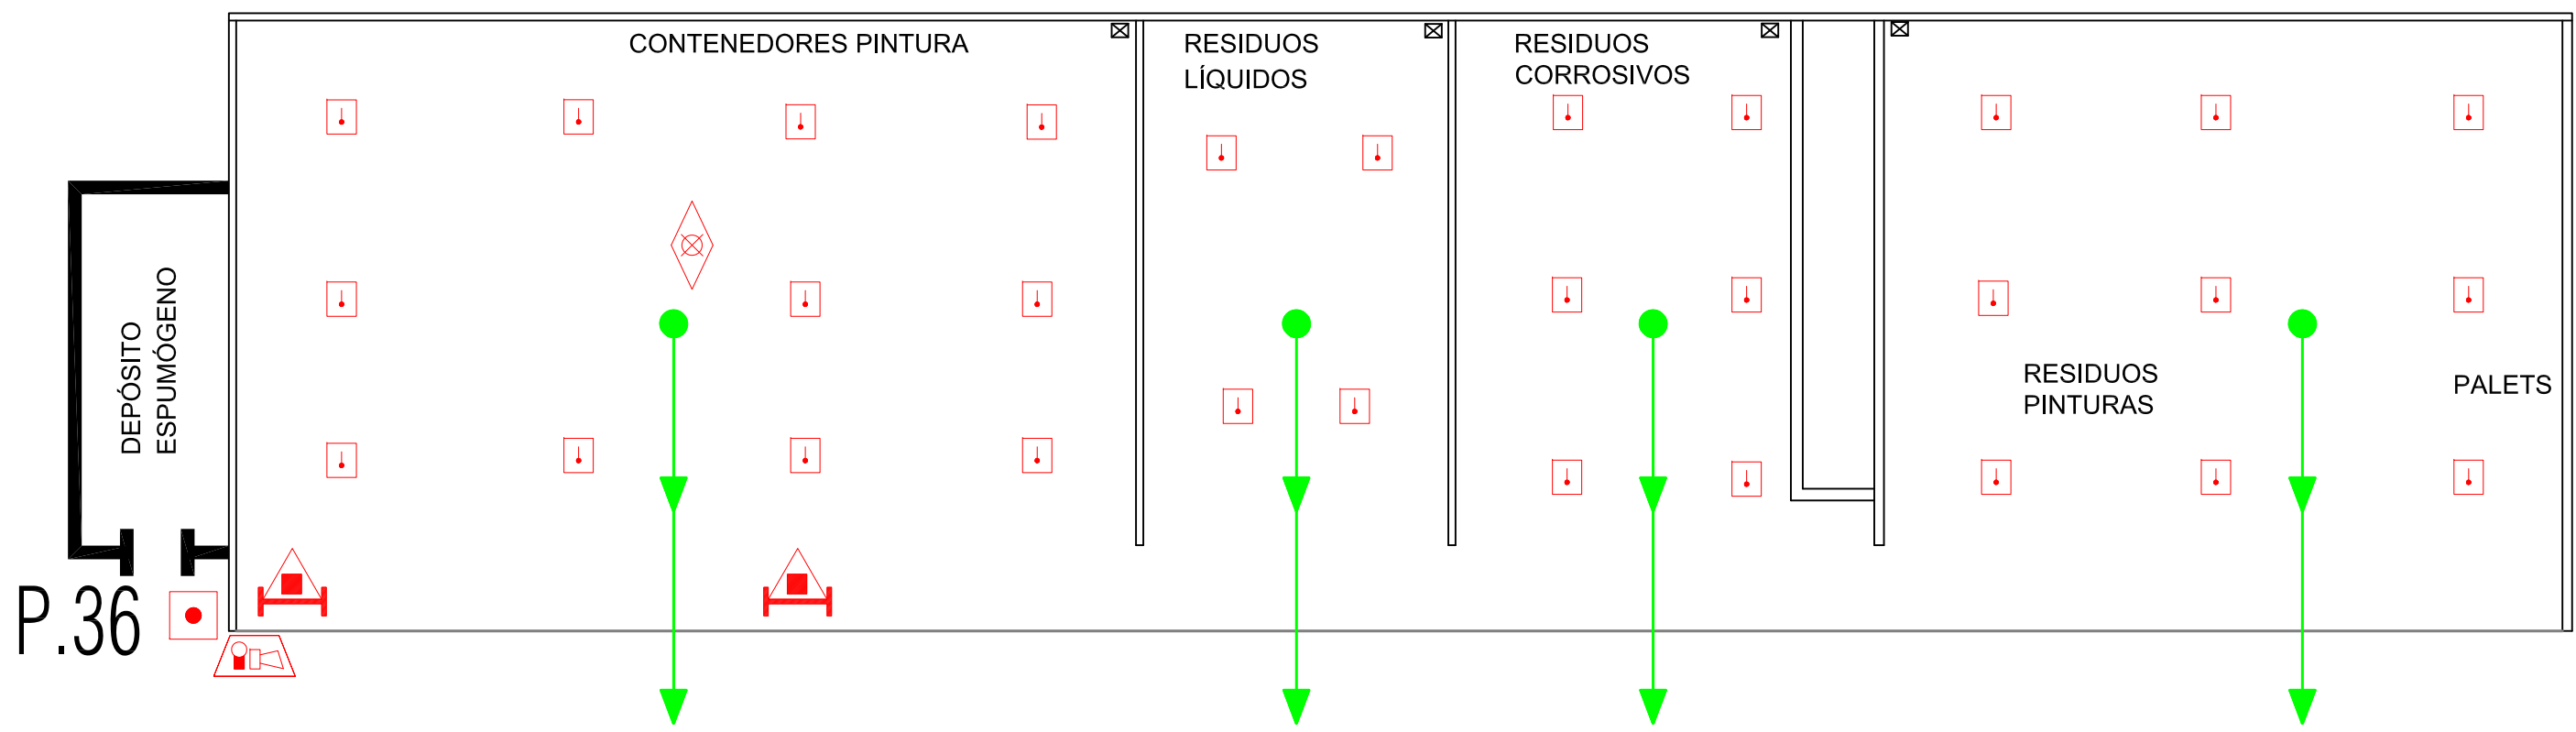 CONTENEDORES PINTURA
RESIDUOS
LÍQUIDOS
RESIDUOS
CORROSIVOS
DEPÓSITO
ESPUMÓGENO
RESIDUOS
PINTURAS
PALETS
P.36